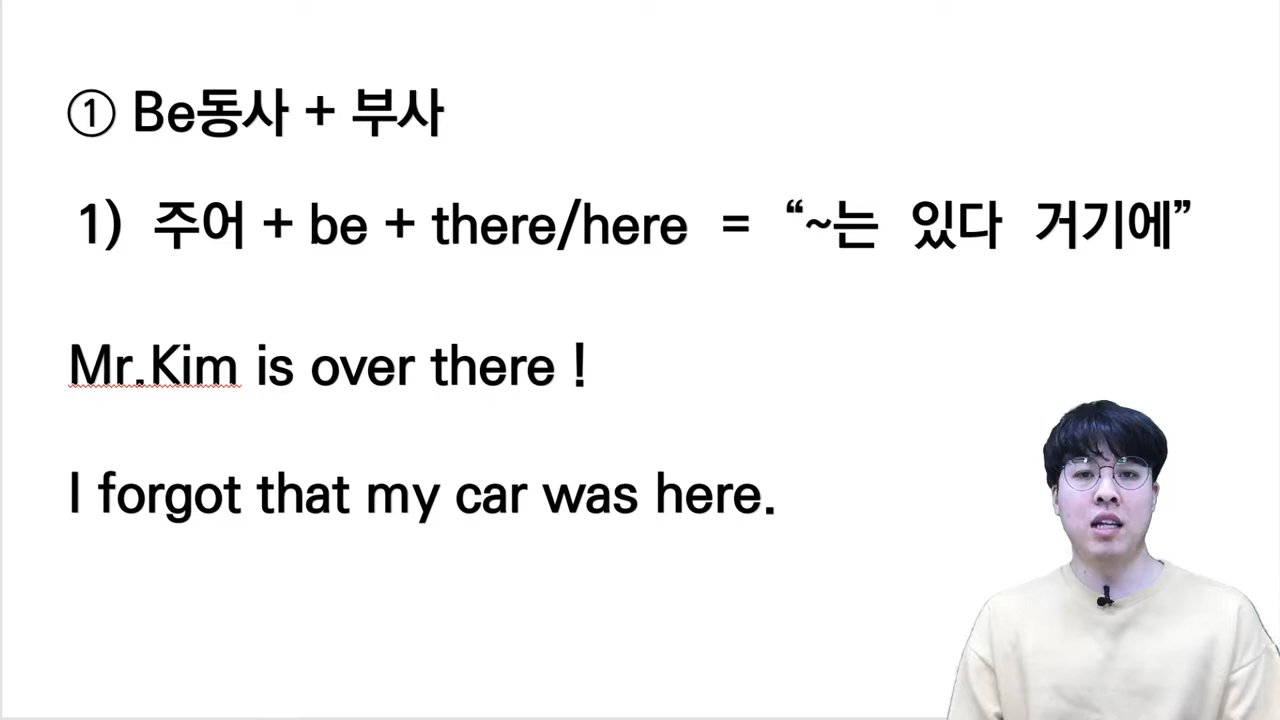 ① Be동사 + 부사
1) 주어 + be + there/here = “~는 있다 거기에”
Mr.Kim is over there !
I forgot that my car was here.